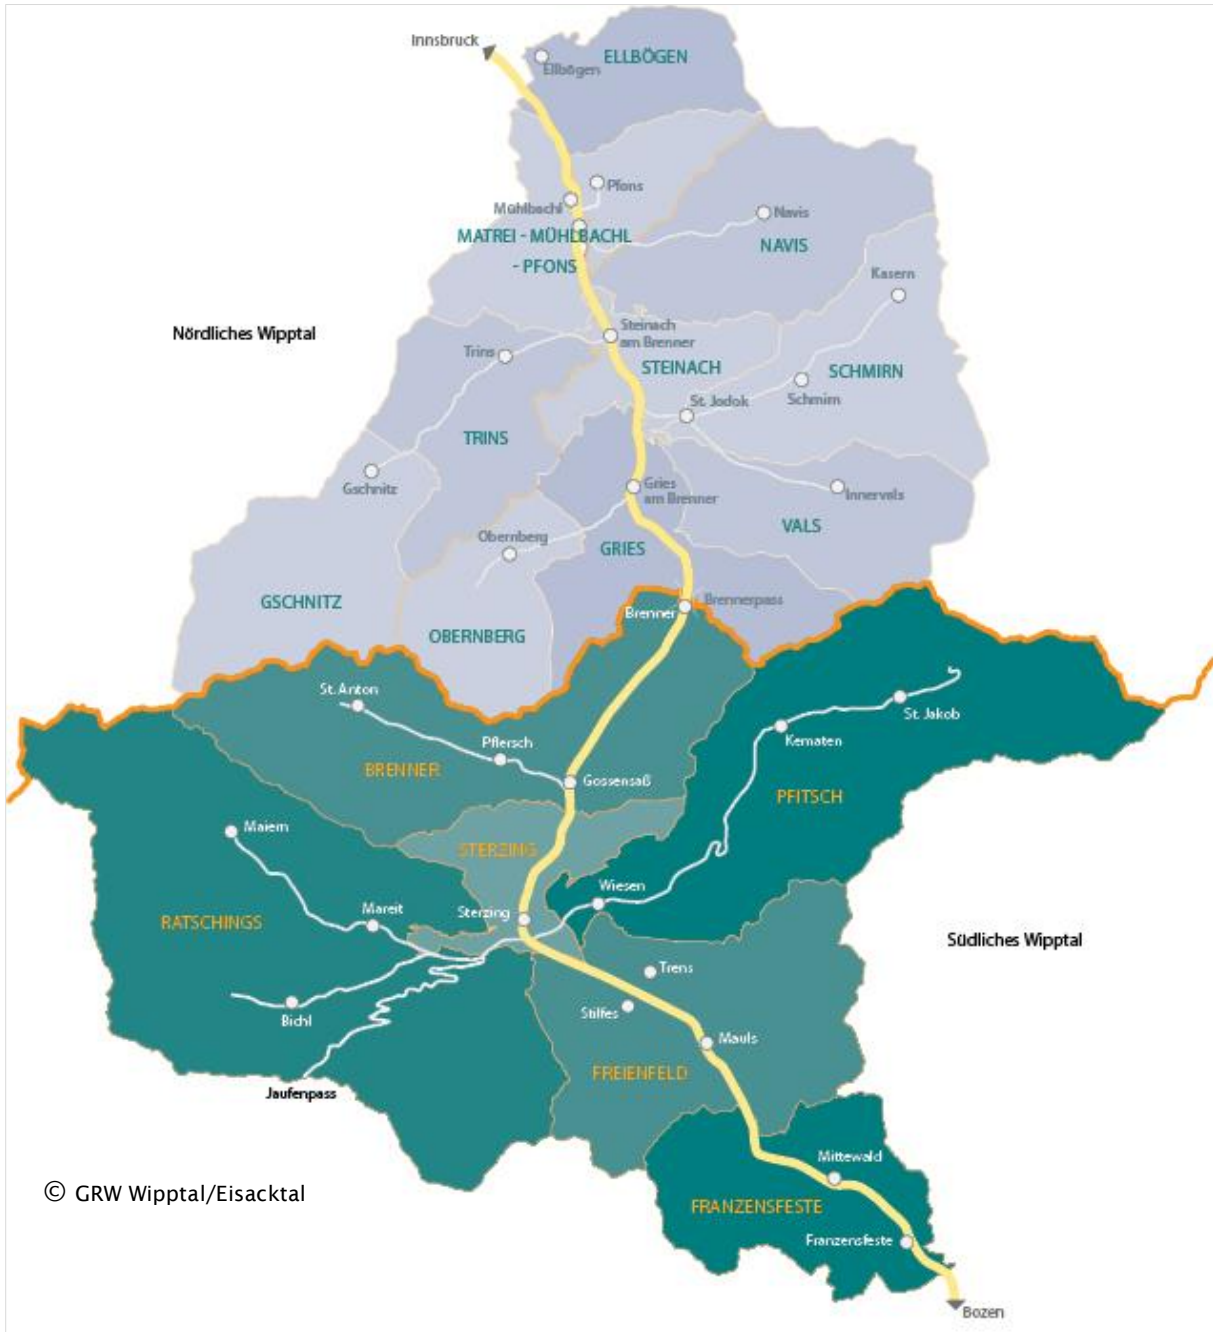 Innsbruck
ELLBÖGEN
Ellbögen
Pfons
Mühlbachl
Navis
MATREI - MÜHLBACHL
- PFONS
NAVIS
Kasern
Nördliches Wipptal
Steinach
am Brenner
Trins
STEINACH
SCHMIRN
Schmirn
St. Jodok
TRINS
Gschnitz
Gries
am Brenner
Innervals
VALS
Obernberg
GRIES
GSCHNITZ
Brennerpass
Brenner
OBERNBERG
St. Anton
St. Jakob
Pflersch
Kematen
BRENNER
Gossensaß
PFITSCH
Maiern
STERZING
Wiesen
Mareit
Sterzing
RATSCHINGS
Südliches Wipptal
Trens
Stilfes
Bichl
Mauls
FREIENFELD
Jaufenpass
Mittewald
© GRW Wipptal/Eisacktal
FRANZENSFESTE
Franzensfeste
Bozen